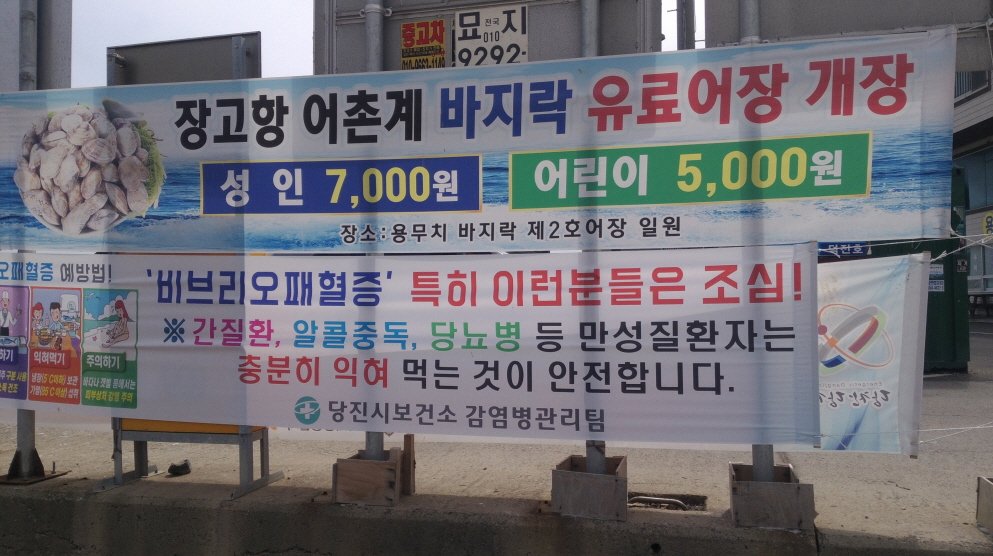 중고차
묘 전국 지
010
9292
장고항 어촌계 바지락 유료어장 개장
성 인 7,000원
어린이 5,000원
장소:용무치 바지락 제2호어장 일원
오패혈증 예방법!
'비브리오패혈증' 특히 이런분들은 조심!
※간질환, 알콜중독, 당뇨병 등 만성질환자는
충분히 익혀 먹는 것이 안전합니다.
당진시보건소 감염병관리팀
하기
익혀먹기
주의하기